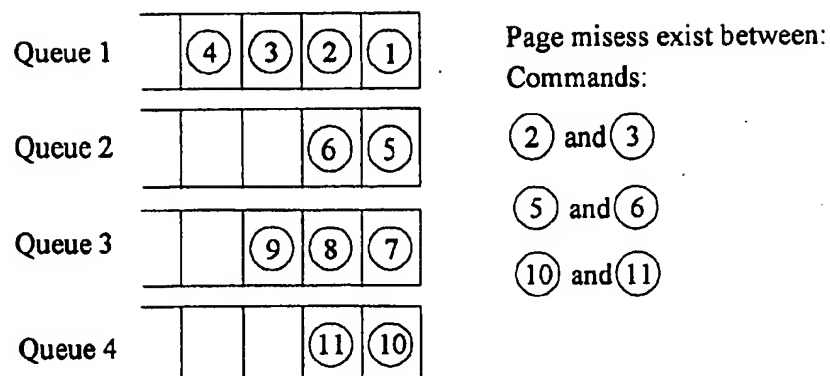 Queue 1 4 3 2 1
Queue 2 6 5
Queue 3 9 8 7
Queue 4 11 10
Page misess exist between:
Commands:
2 and 3
5 and 6
10 and 11